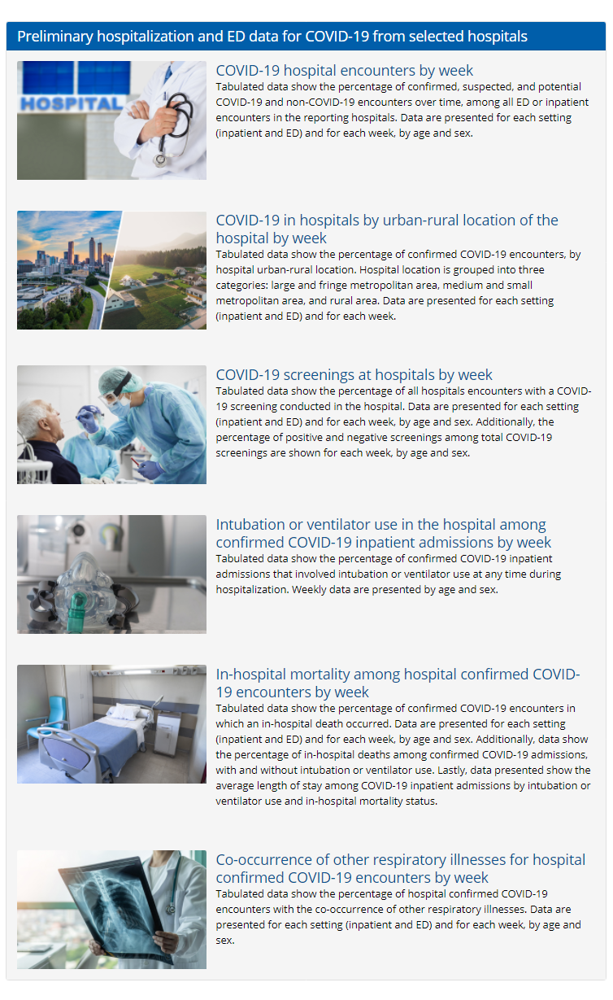 Preliminary hospitalization and ED data for COVID-19 from selected hospitals
HOSPITAL
COVID-19 hospital encounters by week
Tabulated data show the percentage of confirmed, suspected, and potential
COVID-19 and non-COVID-19 encounters over time, among all ED or inpatient
encounters in the reporting hospitals. Data are presented for each setting
(inpatient and ED) and for each week, by age and sex.
COVID-19 in hospitals by urban-rural location of the
hospital by week
Tabulated data show the percentage of confirmed COVID-19 encounters, by
hospital urban-rural location. Hospital location is grouped into three
categories: large and fringe metropolitan area, medium and small
metropolitan area, and rural area. Data are presented for each setting
(inpatient and ED) and for each week.
COVID-19 screenings at hospitals by week
Tabulated data show the percentage of all hospitals encounters with a COVID-
19 screening conducted in the hospital. Data are presented for each setting
(inpatient and ED) and for each week, by age and sex. Additionally, the
percentage of positive and negative screenings among total COVID-19
screenings are shown for each week, by age and sex.
Intubation or ventilator use in the hospital among
confirmed COVID-19 inpatient admissions by week
Tabulated data show the percentage of confirmed COVID-19 inpatient
admissions that involved intubation or ventilator use at any time during
hospitalization. Weekly data are presented by age and sex.
In-hospital mortality among hospital confirmed COVID-
19 encounters by week
Tabulated data show the percentage of confirmed COVID-19 encounters in
which an in-hospital death occurred. Data are presented for each setting
(inpatient and ED) and for each week, by age and sex. Additionally, data show
the percentage of in-hospital deaths among confirmed COVID-19 admissions,
with and without intubation or ventilator use. Lastly, data presented show the
average length of stay among COVID-19 inpatient admissions by intubation or
ventilator use and in-hospital mortality status.
Co-occurrence of other respiratory illnesses for hospital
confirmed COVID-19 encounters by week
Tabulated data show the percentage of hospital confirmed COVID-19
encounters with the co-occurrence of other respiratory illnesses. Data are
presented for each setting (inpatient and ED) and for each week, by age and
sex.